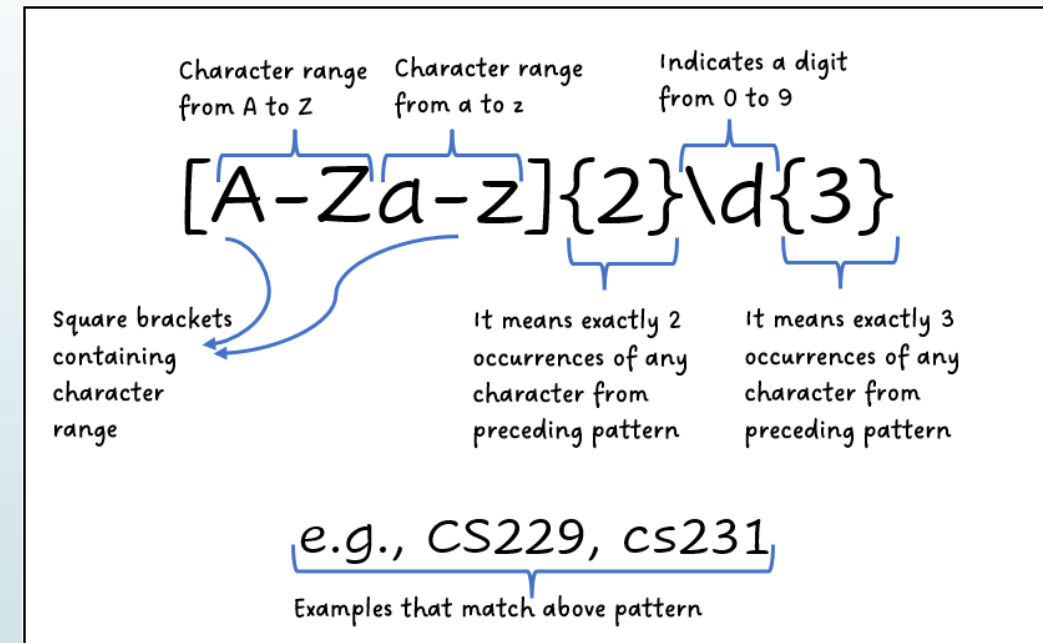 Character range
from A to Z
Character range
from a to z
Indicates a digit
from 0 to 9
[A-Za-z]{2}\d{3}
Square brackets
containing
character
range
It means exactly 2
occurrences of any
character from
preceding pattern
It means exactly 3
occurrences of any
character from
preceding pattern
e.g., CS229, cs231
Examples that match above pattern